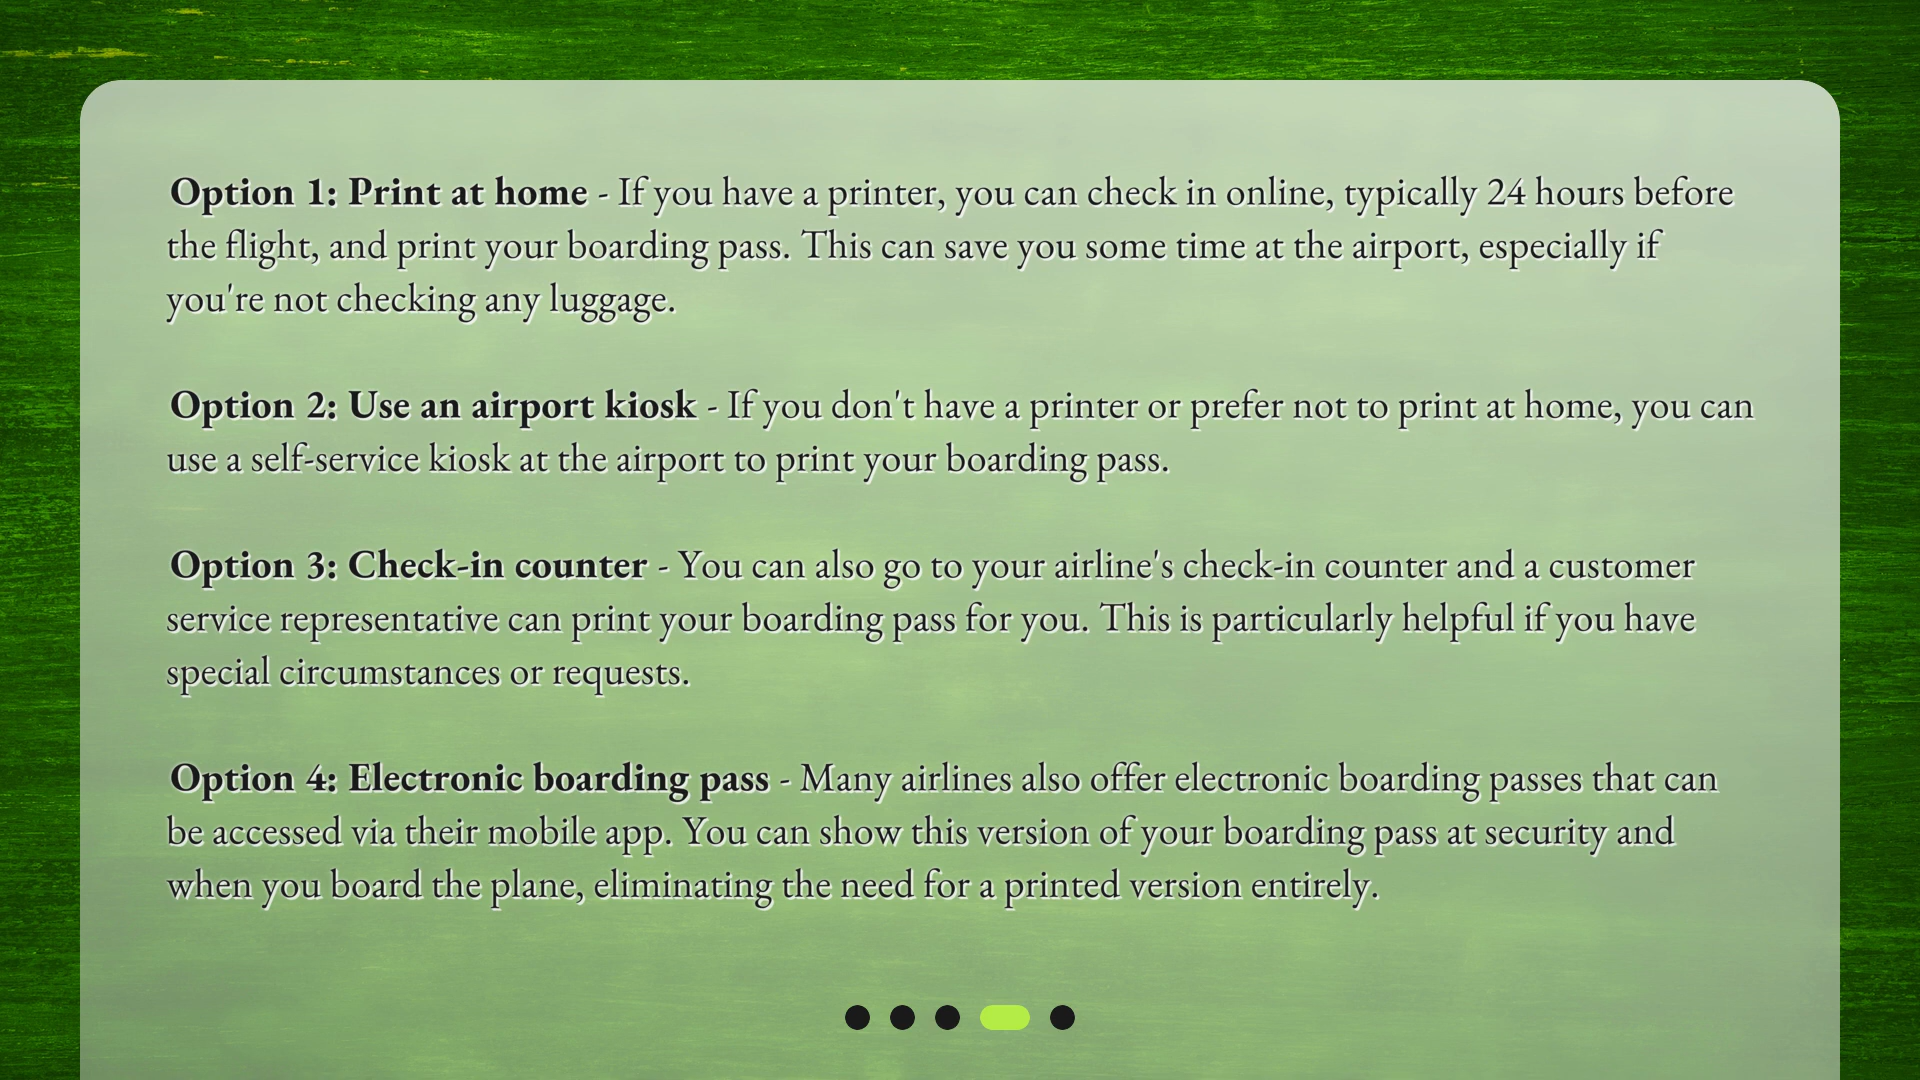 Option 1: Print at home - If you have a printer, you can check in online, typically 24 hours before
the flight, and print your boarding pass. This can save you some time at the airport, especially if
you're not checking any luggage.
Option 2: Use an airport kiosk - If you don't have a printer or prefer not to print at home, you can
use a self-service kiosk at the airport to print your boarding pass.
Option 3: Check-in counter - You can also go to your airline's check-in counter and a customer
service representative can print your boarding pass for you. This is particularly helpful if you have
special circumstances or requests.
Option 4: Electronic boarding pass - Many airlines also offer electronic boarding passes that can
be accessed via their mobile app. You can show this version of your boarding pass at security and
when you board the plane, eliminating the need for a printed version entirely.